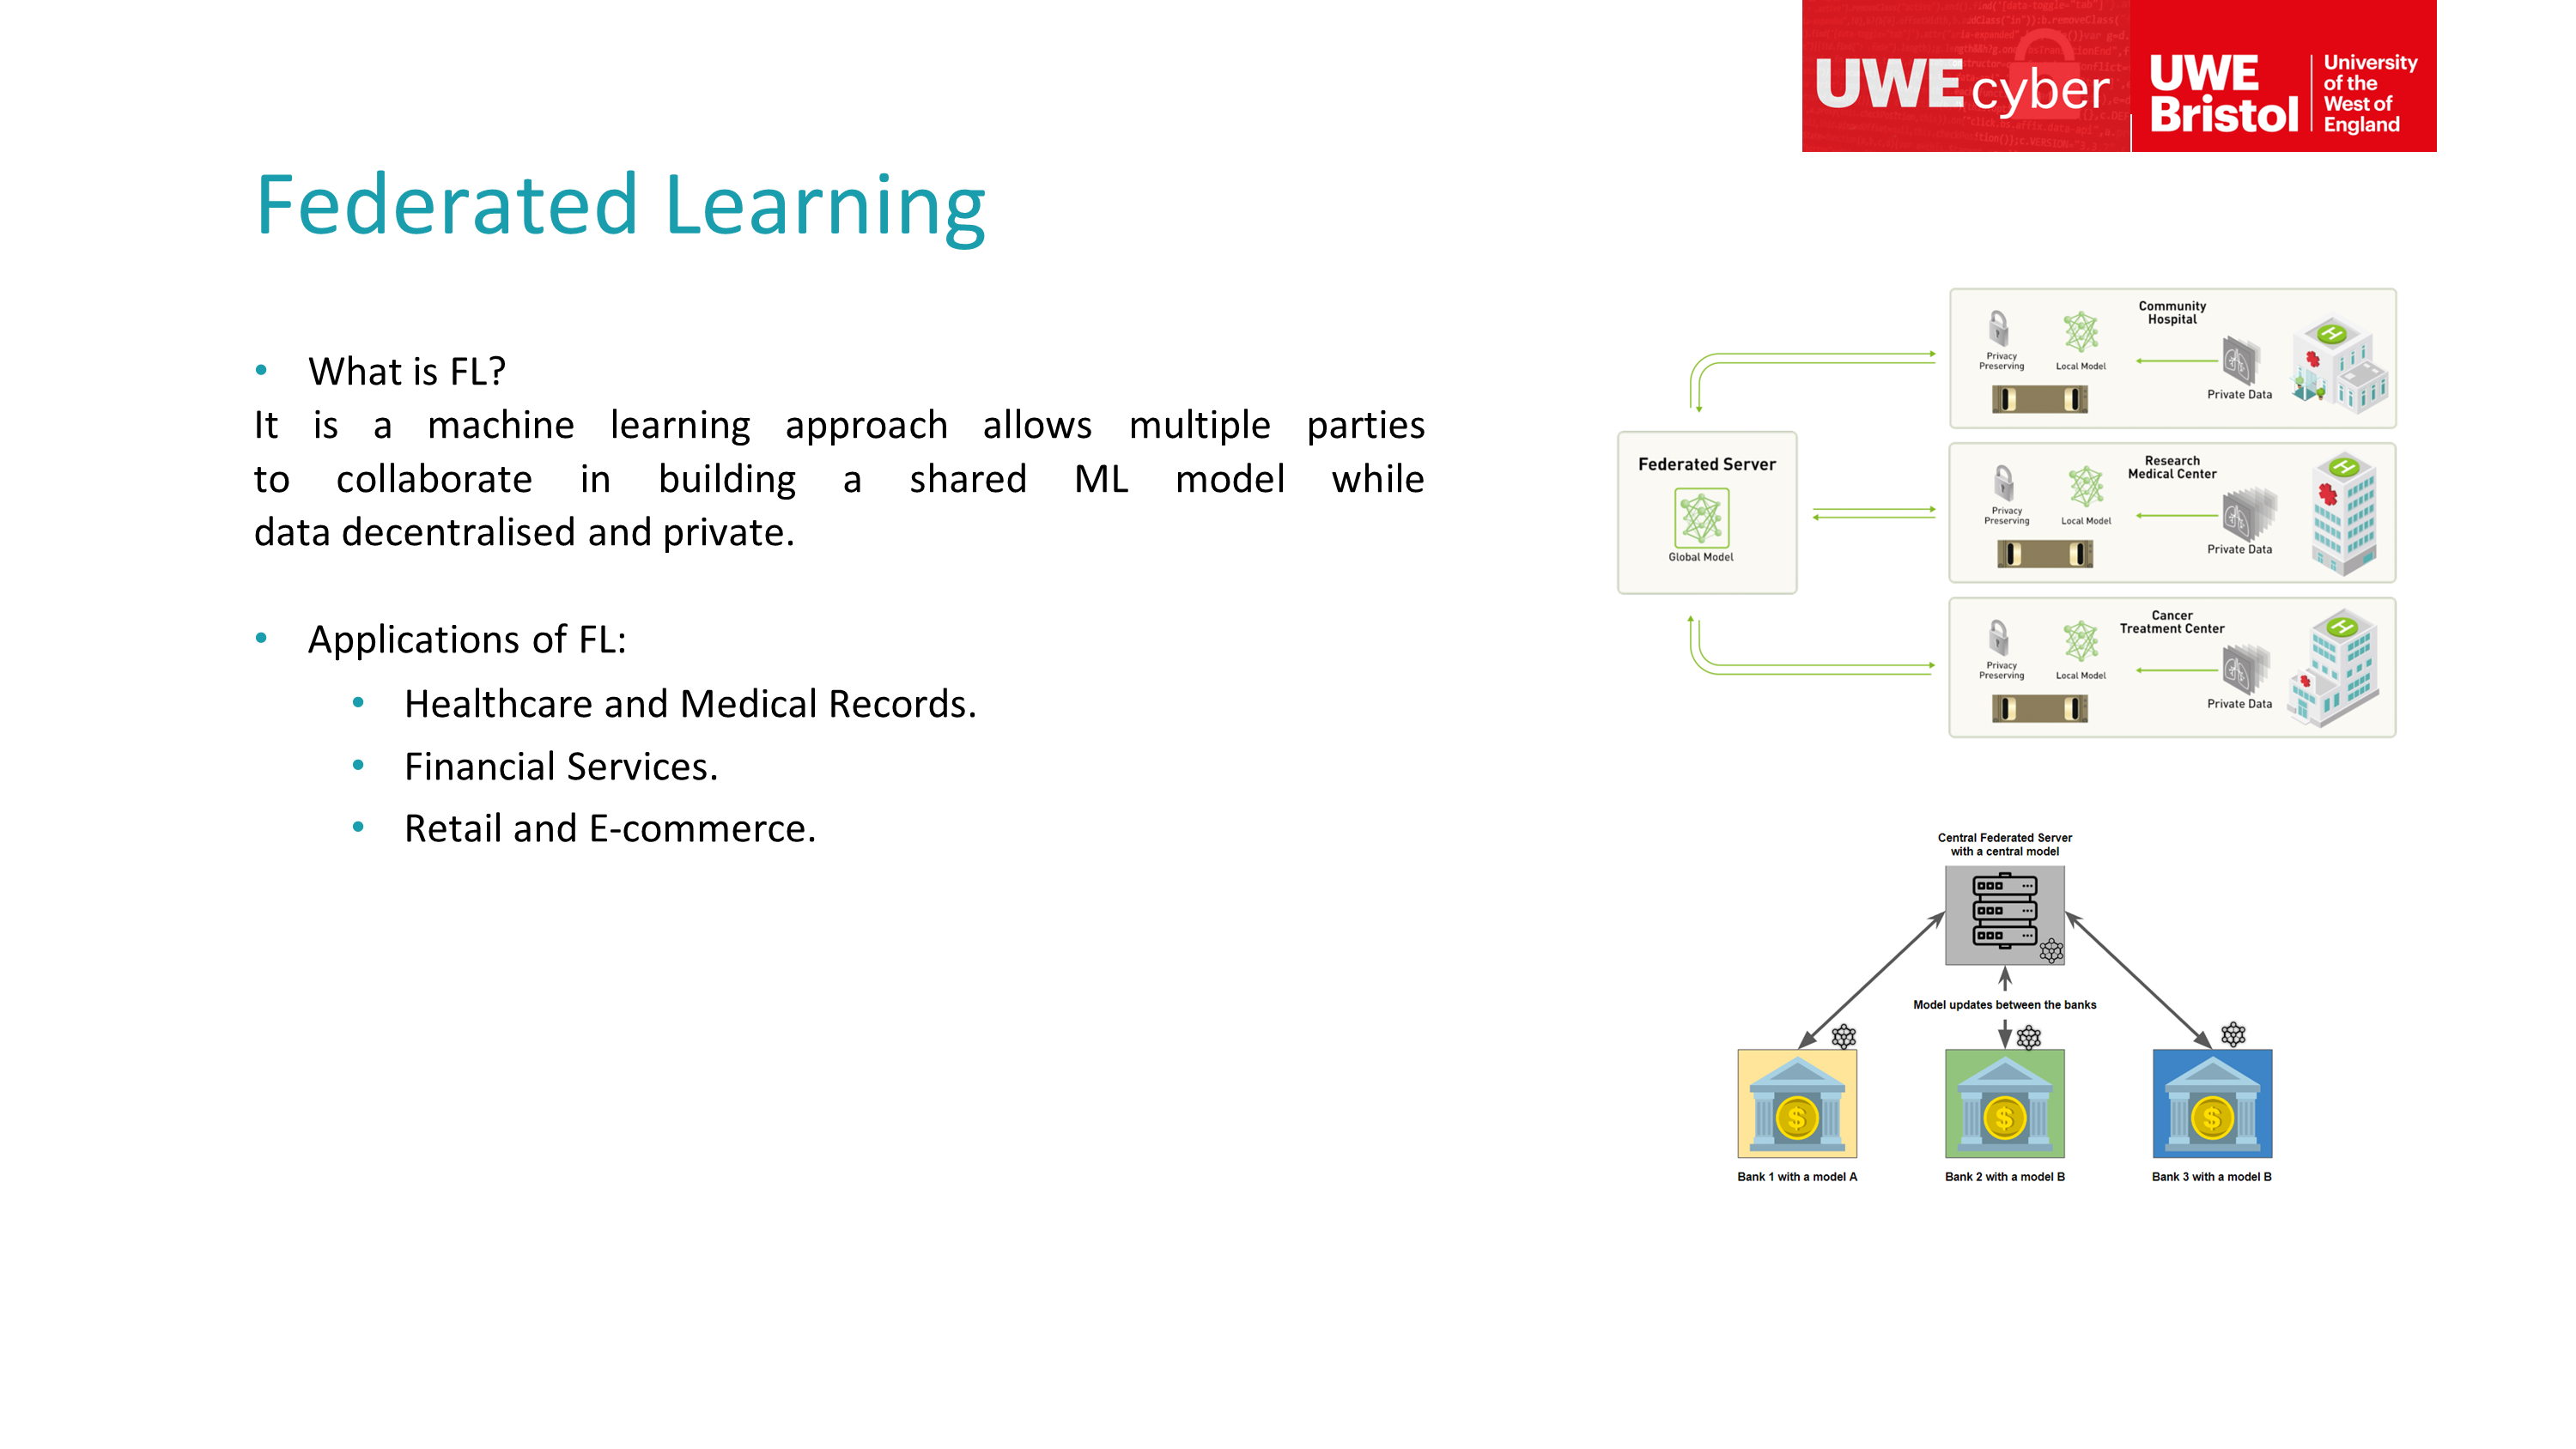 UWE cyber
UWE
Bristol
University
of the
West of
England
Federated Learning
• What is FL?
It is a machine learning approach allows multiple parties
to collaborate in building a shared ML model while
data decentralised and private.
• Applications of FL:
• Healthcare and Medical Records.
• Financial Services.
• Retail and E-commerce.
Federated Server
Global Model
Community
Hospital
Privacy
Preserving
Local Model
Private Data
Research
Medical Center
Privacy
Preserving
Local Model
Private Data
Cancer
Treatment Center
Privacy
Preserving
Local Model
Private Data
Central Federated Server
with a central model
Model updates between the banks
Bank 1 with a model A
Bank 2 with a model B
Bank 3 with a model B